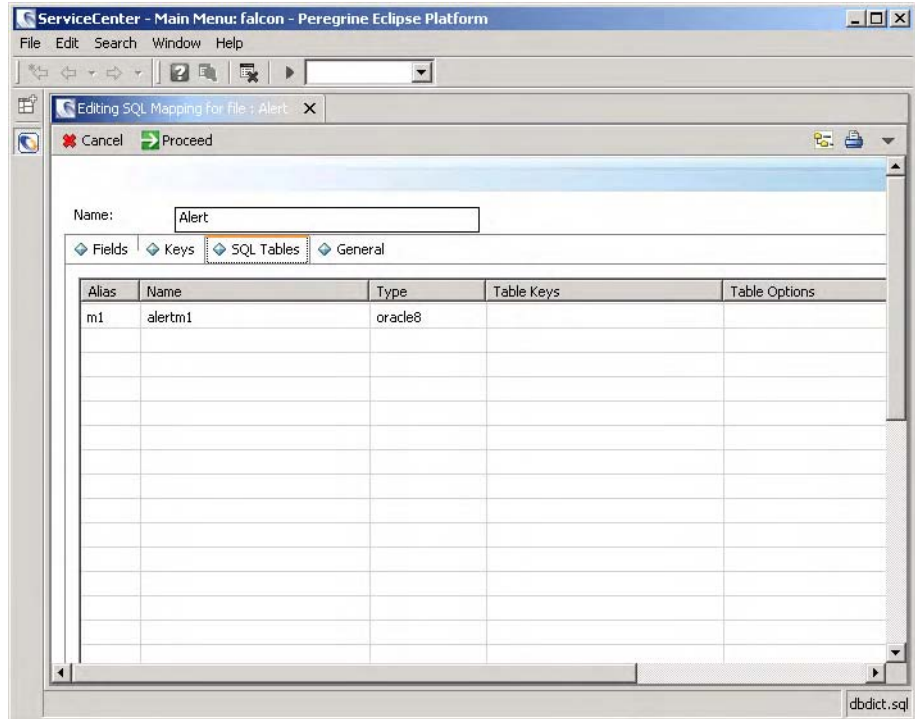 ServiceCenter - Main Menu: falcon - Peregrine Eclipse Platform
File Edit Search Window Help
Editing SQL Mapping for file : Alert
Cancel Proceed
Name: Alert
Fields Keys SQL Tables General
Alias Name Type Table Keys Table Options
m1 alertm1 oracle8
dbdict.sql